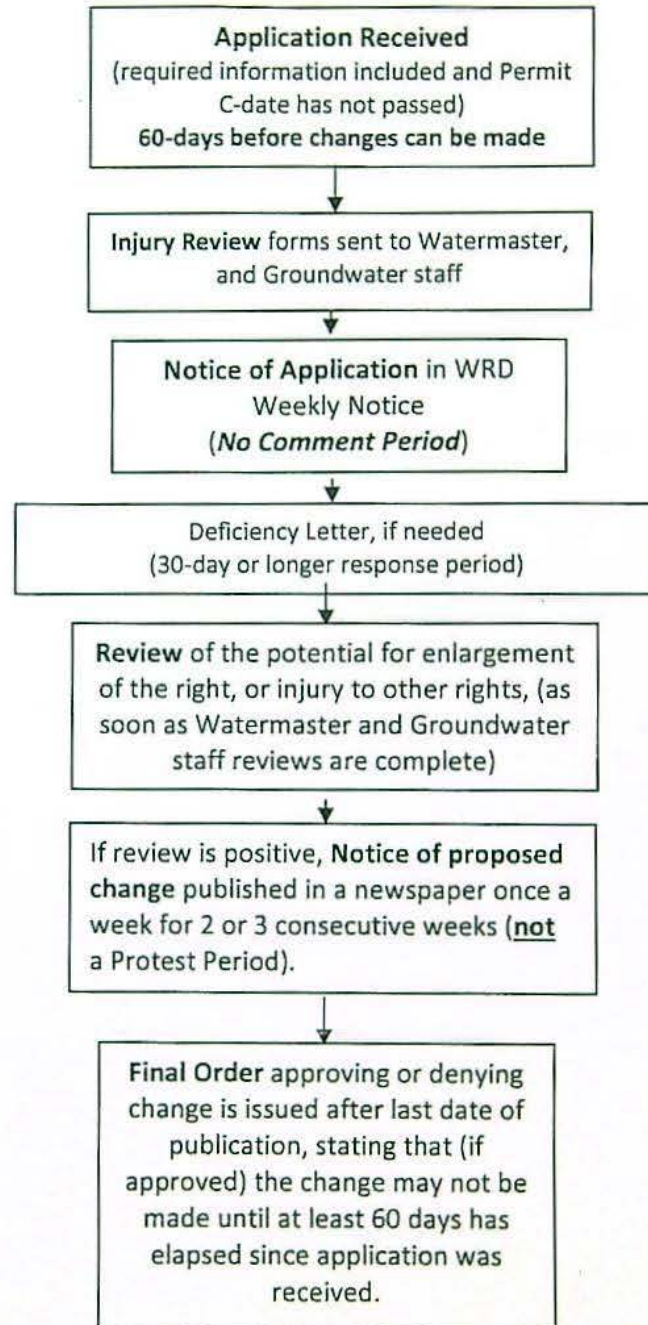 Application Received
(required information included and Permit
C-date has not passed)
60-days before changes can be made
Injury Review forms sent to Watermaster,
and Groundwater staff
Notice of Application in WRD
Weekly Notice
(No Comment Period)
Deficiency Letter, if needed
(30-day or longer response period)
Review of the potential for enlargement
of the right, or injury to other rights, (as
soon as Watermaster and Groundwater
staff reviews are complete)
If review is positive, Notice of proposed
change published in a newspaper once a
week for 2 or 3 consecutive weeks (not
a Protest Period).
Final Order approving or denying
change is issued after last date of
publication, stating that (if
approved) the change may not be
made until at least 60 days has
elapsed since application was
received.